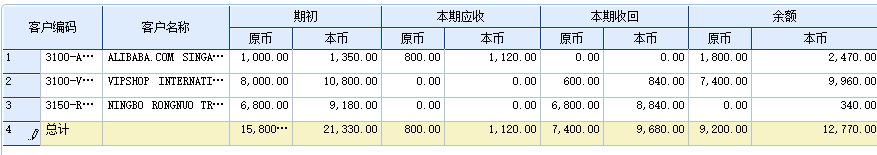 客户编码 客户名称 期初 本期应收 本期收回 余额
原币 本币 原币 本币 原币 本币 原币 本币
1 3100-A… ALIBABA.COM SINGA… 1,000.00 1,350.00 800.00 1,120.00 0.00 0.00 1,800.00 2,470.00
2 3100-V… VIPSHOP INTERNATI… 8,000.00 10,800.00 0.00 0.00 600.00 840.00 7,400.00 9,960.00
3 3150-R… NINGBO RONGNUO TR… 6,800.00 9,180.00 0.00 0.00 6,800.00 8,840.00 0.00 340.00
4 总计 15,800… 21,330.00 800.00 1,120.00 7,400.00 9,680.00 9,200.00 12,770.00